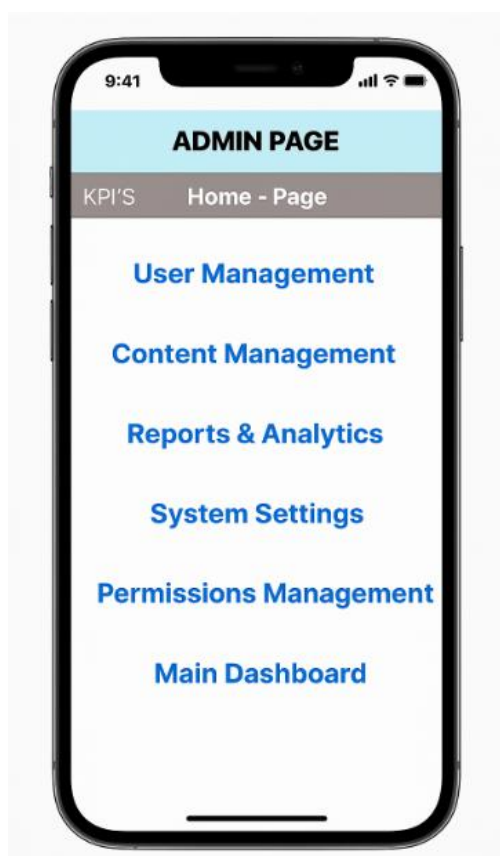 9:41
ADMIN PAGE
KPI'S Home - Page
User Management
Content Management
Reports & Analytics
System Settings
Permissions Management
Main Dashboard